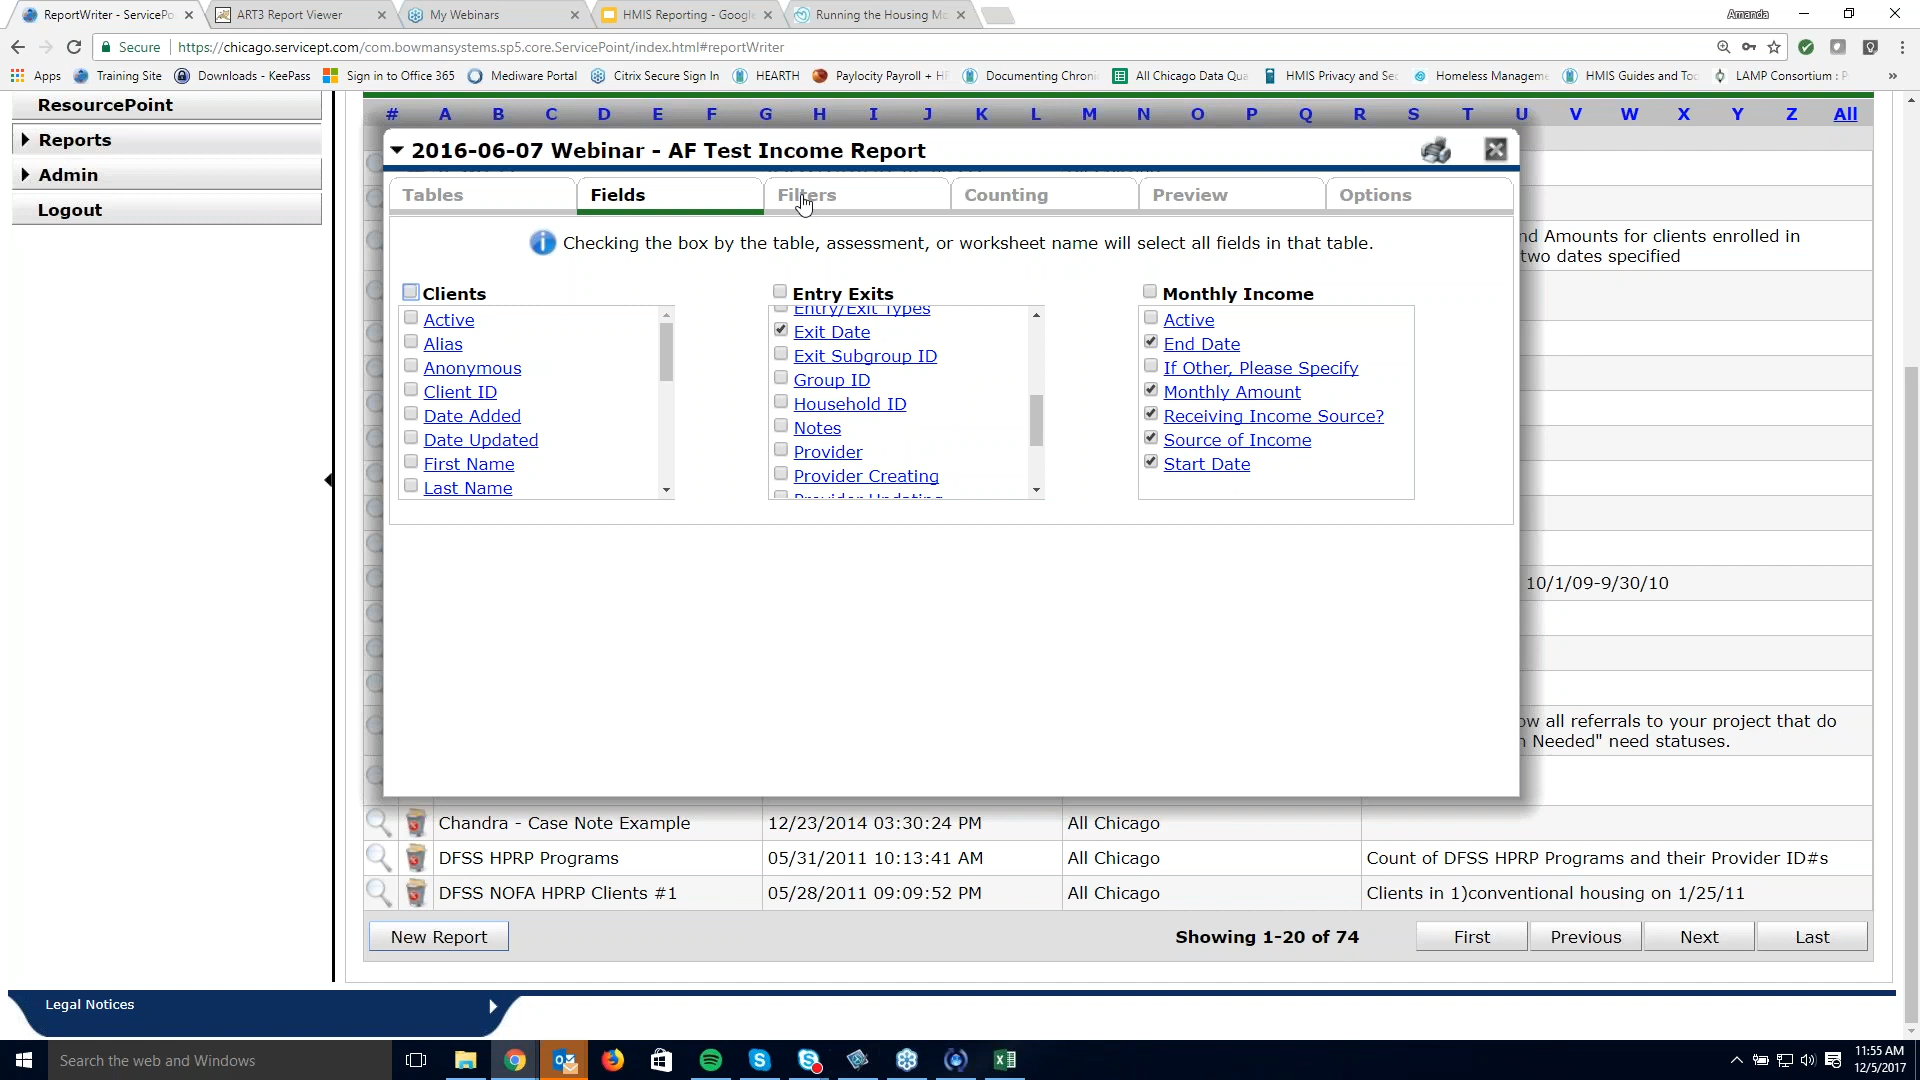 ReportWriter - ServicePo
ART3 Report Viewer
My Webinars
HMIS Reporting - Google
Running the Housing Mo
Amanda
Secure
https://chicago.servicept.com/com.bowmansystems.sp5.core.ServicePoint/index.html#reportWriter
Apps
Training Site
Downloads - KeePass
Sign in to Office 365
Mediware Portal
Citrix Secure Sign In
HEARTH
Paylocity Payroll + H
Documenting Chroni
All Chicago Data Qua
HMIS Privacy and Sec
Homeless Managem
HMIS Guides and Too
LAMP Consortium : P
ResourcePoint
Reports
Admin
Logout
# A B C D E F G H I J K L M N O P Q R S T U V W X Y Z All
2016-06-07 Webinar - AF Test Income Report
Tables
Fields
Filters
Counting
Preview
Options
Checking the box by the table, assessment, or worksheet name will select all fields in that table.
Clients
Active
Alias
Anonymous
Client ID
Date Added
Date Updated
First Name
Last Name
Entry Exits
Entry/Exit Types
Exit Date
Exit Subgroup ID
Group ID
Household ID
Notes
Provider
Provider Creating
Provider Updating
Monthly Income
Active
End Date
If Other, Please Specify
Monthly Amount
Receiving Income Source?
Source of Income
Start Date
nd Amounts for clients enrolled in
two dates specified
10/1/09-9/30/10
ow all referrals to your project that do
n Needed" need statuses.
Chandra - Case Note Example 12/23/2014 03:30:24 PM All Chicago
DFSS HPRP Programs 05/31/2011 10:13:41 AM All Chicago Count of DFSS HPRP Programs and their Provider ID#s
DFSS NOFA HPRP Clients #1 05/28/2011 09:09:52 PM All Chicago Clients in 1)conventional housing on 1/25/11
New Report
Showing 1-20 of 74
First
Previous
Next
Last
Legal Notices
Search the web and Windows
11:55 AM
12/5/2017